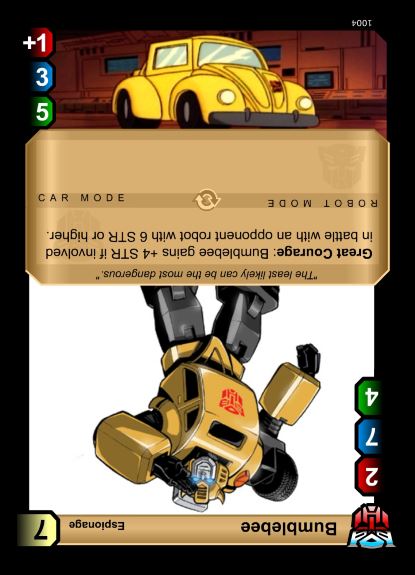 1004
+1
3
5
CAR MODE
ROBOT MODE
Great Courage: Bumblebee gains +4 STR if involved
in battle with an opponent robot with 6 STR or higher.
"The least likely can be the most dangerous."
4
7
2
Bumblebee
Espionage
7